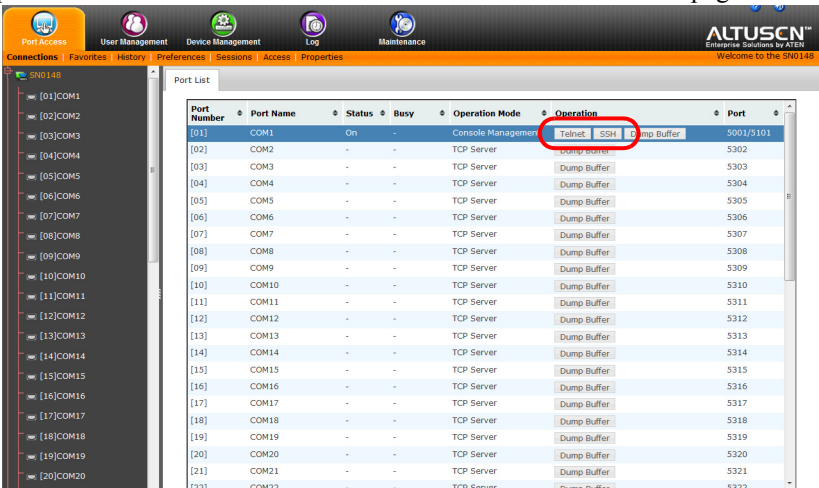 Port Access User Management Device Management Log Maintenance
ALTUSCN™
Enterprise Solutions by ATEN
Connections Favorites History Preferences Sessions Access Properties Welcome to the SN0148
SN0148
[01]COM1
[02]COM2
[03]COM3
[04]COM4
[05]COM5
[06]COM6
[07]COM7
[08]COM8
[09]COM9
[10]COM10
[11]COM11
[12]COM12
[13]COM13
[14]COM14
[15]COM15
[16]COM16
[17]COM17
[18]COM18
[19]COM19
[20]COM20
Port List
Port Number Port Name Status Busy Operation Mode Operation Port
[01] COM1 On - Console Management Telnet SSH Dump Buffer 5001/5101
[02] COM2 - - TCP Server Dump Buffer 5302
[03] COM3 - - TCP Server Dump Buffer 5303
[04] COM4 - - TCP Server Dump Buffer 5304
[05] COM5 - - TCP Server Dump Buffer 5305
[06] COM6 - - TCP Server Dump Buffer 5306
[07] COM7 - - TCP Server Dump Buffer 5307
[08] COM8 - - TCP Server Dump Buffer 5308
[09] COM9 - - TCP Server Dump Buffer 5309
[10] COM10 - - TCP Server Dump Buffer 5310
[11] COM11 - - TCP Server Dump Buffer 5311
[12] COM12 - - TCP Server Dump Buffer 5312
[13] COM13 - - TCP Server Dump Buffer 5313
[14] COM14 - - TCP Server Dump Buffer 5314
[15] COM15 - - TCP Server Dump Buffer 5315
[16] COM16 - - TCP Server Dump Buffer 5316
[17] COM17 - - TCP Server Dump Buffer 5317
[18] COM18 - - TCP Server Dump Buffer 5318
[19] COM19 - - TCP Server Dump Buffer 5319
[20] COM20 - - TCP Server Dump Buffer 5320
[21] COM21 - - TCP Server Dump Buffer 5321
[22] COM22 - - TCP Server Dump Buffer 5322